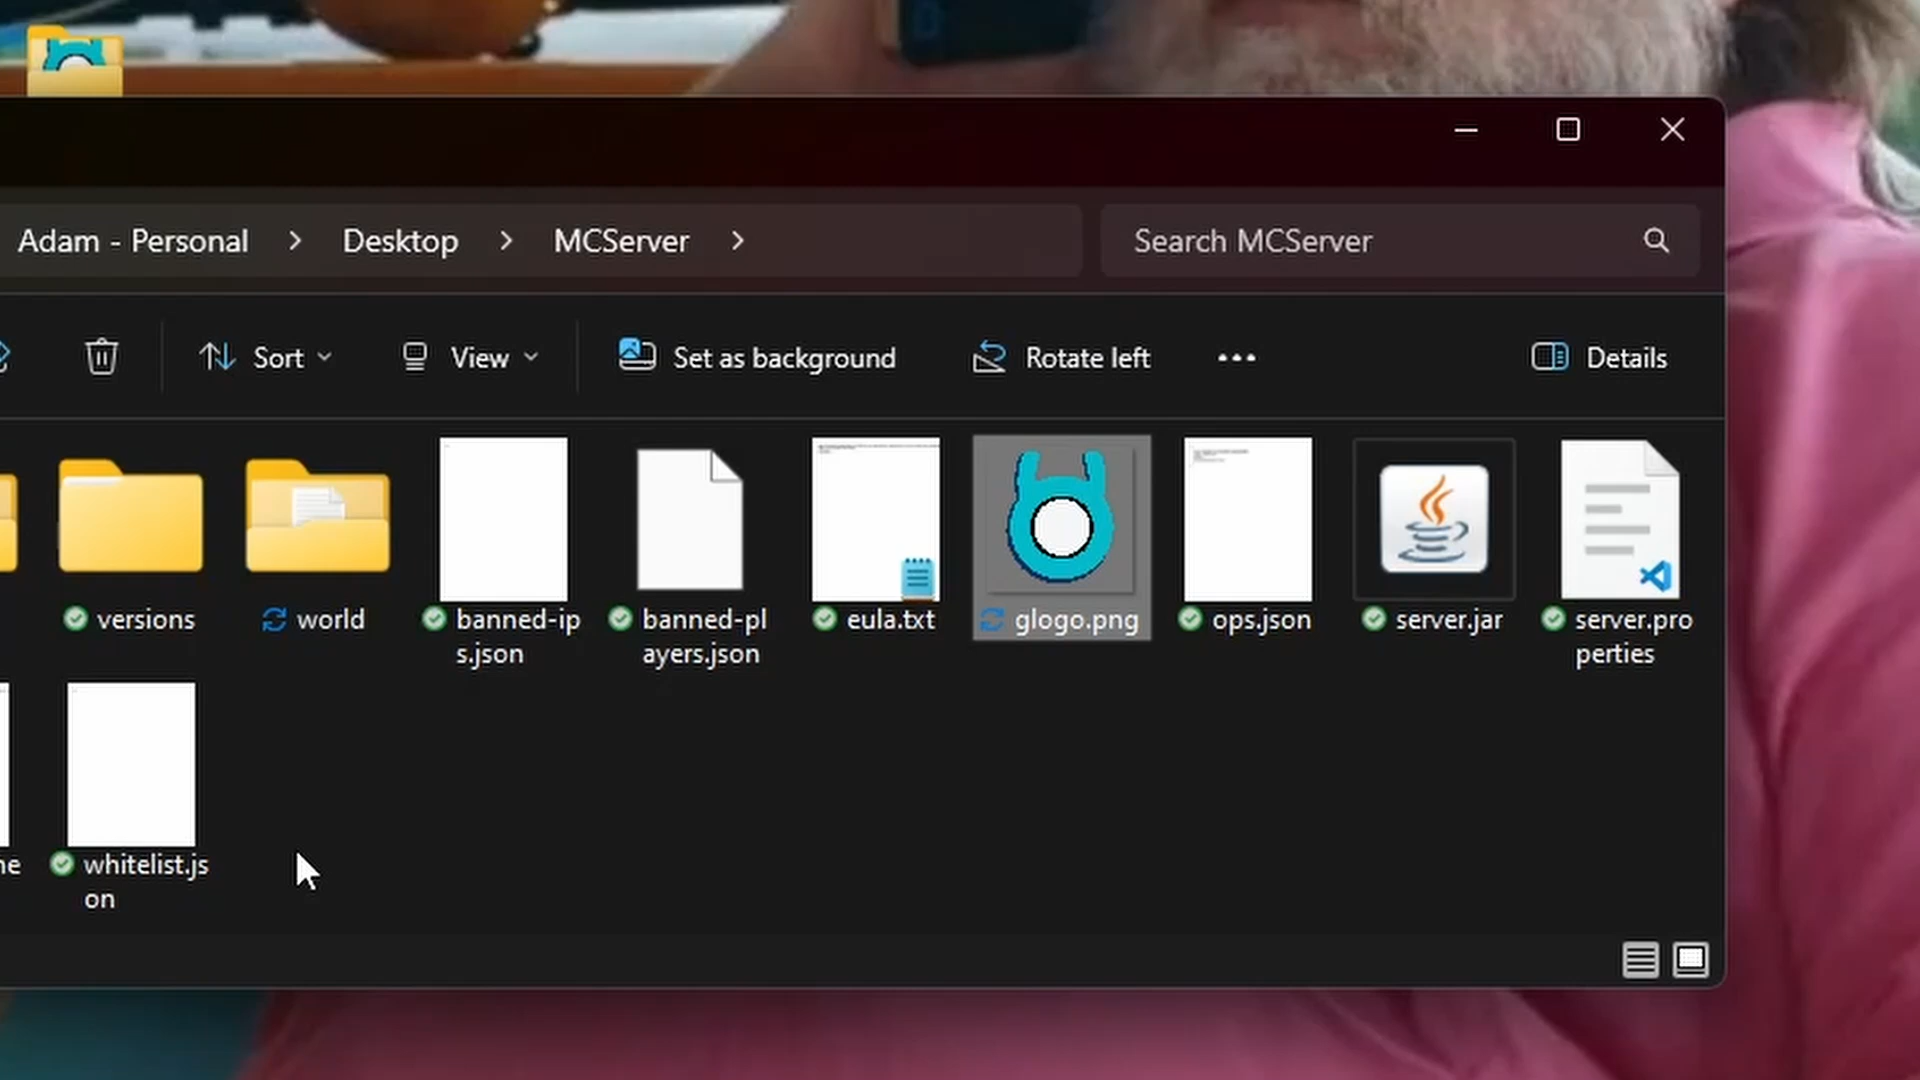 Adam - Personal > Desktop > MCServer >
Search MCServer
Sort
View
Set as background
Rotate left
Details
versions
world
banned-ip
s.json
banned-pl
ayers.json
eula.txt
glogo.png
ops.json
server.jar
server.pro
perties
whitelist.js
on